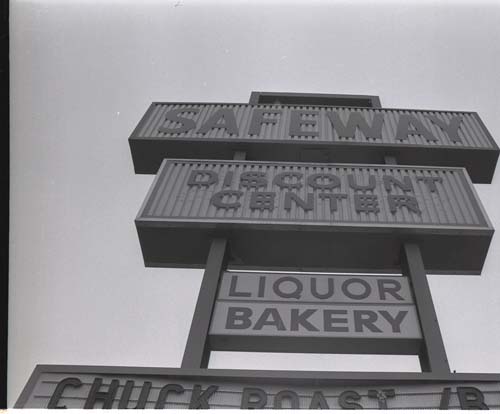 SAFEWAY
DISCOUNT
CENTER
LIQUOR
BAKERY
CHUCK ROAST